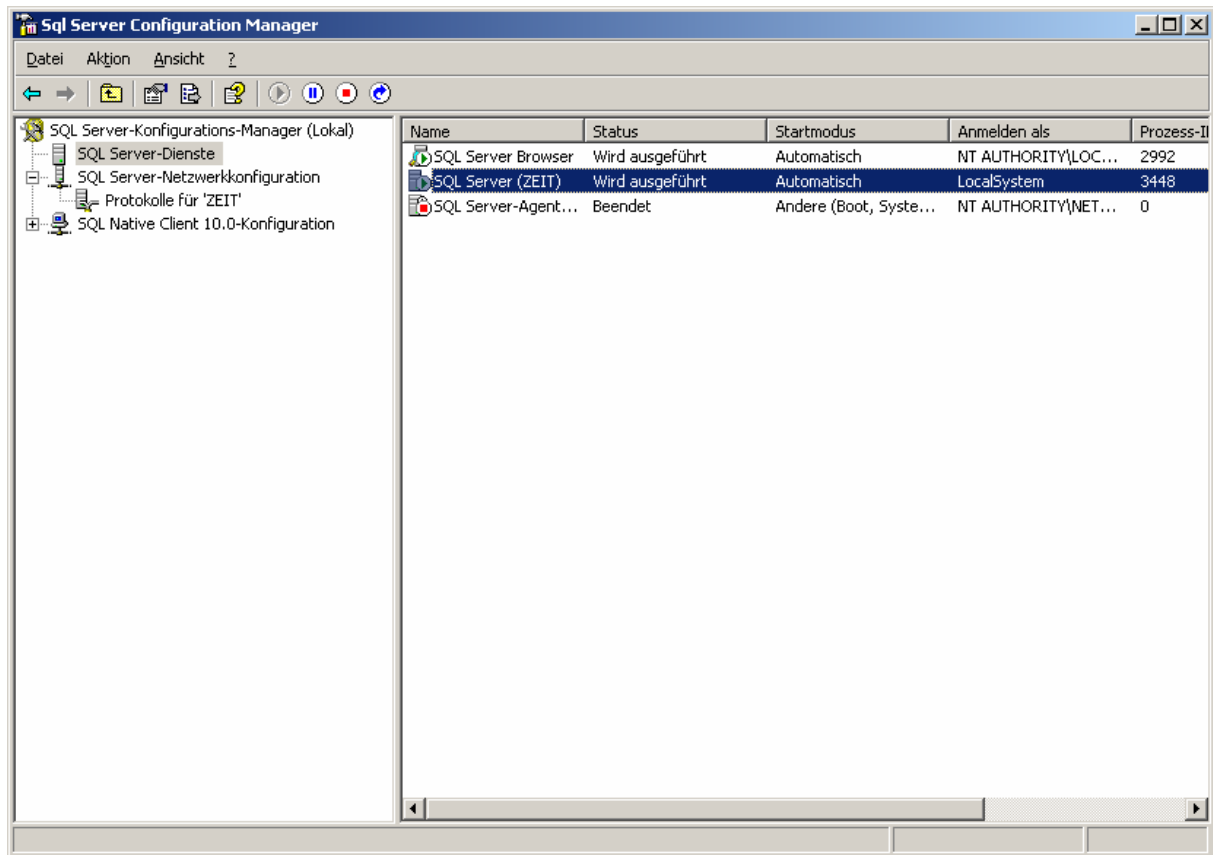 Sql Server Configuration Manager
Datei Aktion Ansicht ?
SQL Server-Konfigurations-Manager (Lokal)
SQL Server-Dienste
SQL Server-Netzwerkkonfiguration
Protokolle für 'ZEIT'
SQL Native Client 10.0-Konfiguration
Name Status Startmodus Anmelden als Prozess-II
SQL Server Browser Wird ausgeführt Automatisch NT AUTHORITY\LOC... 2992
SQL Server (ZEIT) Wird ausgeführt Automatisch LocalSystem 3448
SQL Server-Agent... Beendet Andere (Boot, Syste... NT AUTHORITY\NET... 0